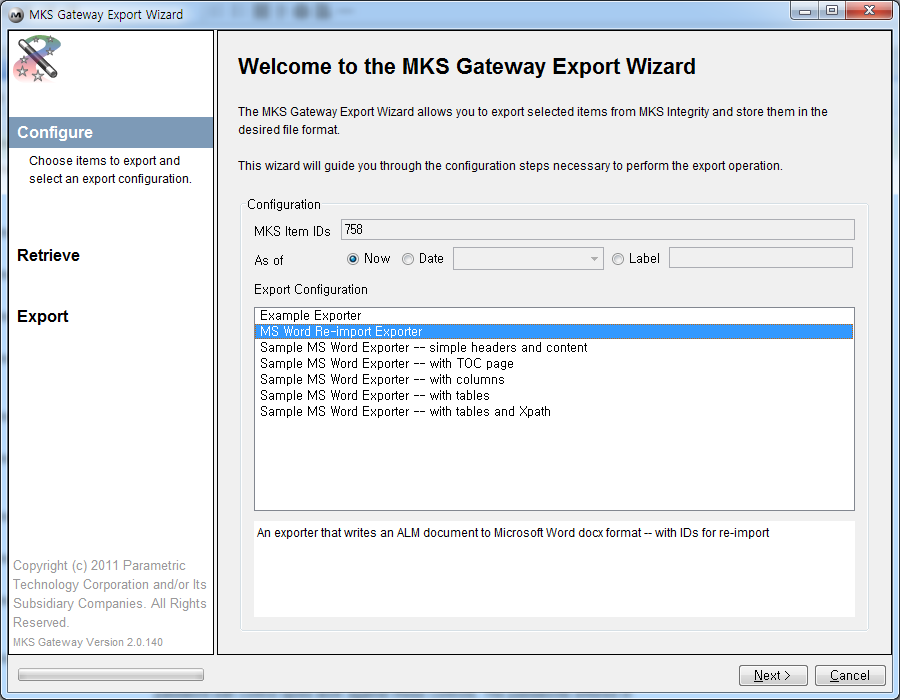 MKS Gateway Export Wizard
Configure
Choose items to export and
select an export configuration.
Retrieve
Export
Copyright (c) 2011 Parametric
Technology Corporation and/or Its
Subsidiary Companies. All Rights
Reserved.
MKS Gateway Version 2.0.140
Welcome to the MKS Gateway Export Wizard
The MKS Gateway Export Wizard allows you to export selected items from MKS Integrity and store them in the
desired file format.
This wizard will guide you through the configuration steps necessary to perform the export operation.
Configuration
MKS Item IDs 758
As of Now Date Label
Export Configuration
Example Exporter
MS Word Re-import Exporter
Sample MS Word Exporter -- simple headers and content
Sample MS Word Exporter -- with TOC page
Sample MS Word Exporter -- with columns
Sample MS Word Exporter -- with tables
Sample MS Word Exporter -- with tables and Xpath
An exporter that writes an ALM document to Microsoft Word docx format -- with IDs for re-import
Next > Cancel